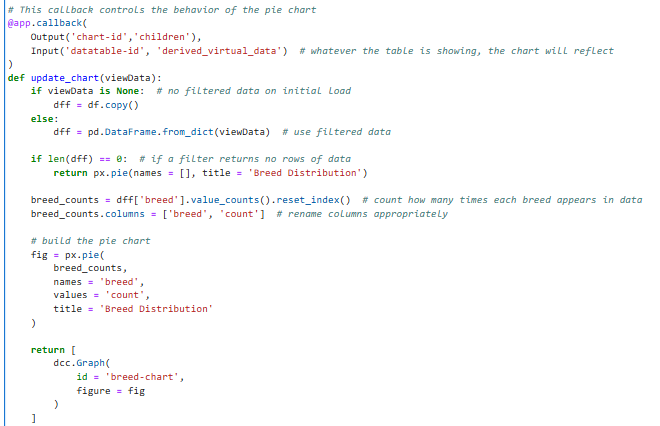 # This callback controls the behavior of the pie chart
@app.callback(
    Output('chart-id','children'),
    Input('datatable-id', 'derived_virtual_data')  # whatever the table is showing, the chart will reflect
)
def update_chart(viewData):
    if viewData is None:  # no filtered data on initial load
        dff = df.copy()
    else:
        dff = pd.DataFrame.from_dict(viewData)  # use filtered data

    if len(dff) == 0:  # if a filter returns no rows of data
        return px.pie(names = [], title = 'Breed Distribution')

    breed_counts = dff['breed'].value_counts().reset_index()  # count how many times each breed appears in data
    breed_counts.columns = ['breed', 'count']  # rename columns appropriately

    # build the pie chart
    fig = px.pie(
        breed_counts,
        names = 'breed',
        values = 'count',
        title = 'Breed Distribution'
    )

    return [
        dcc.Graph(
            id = 'breed-chart',
            figure = fig
        )
    ]